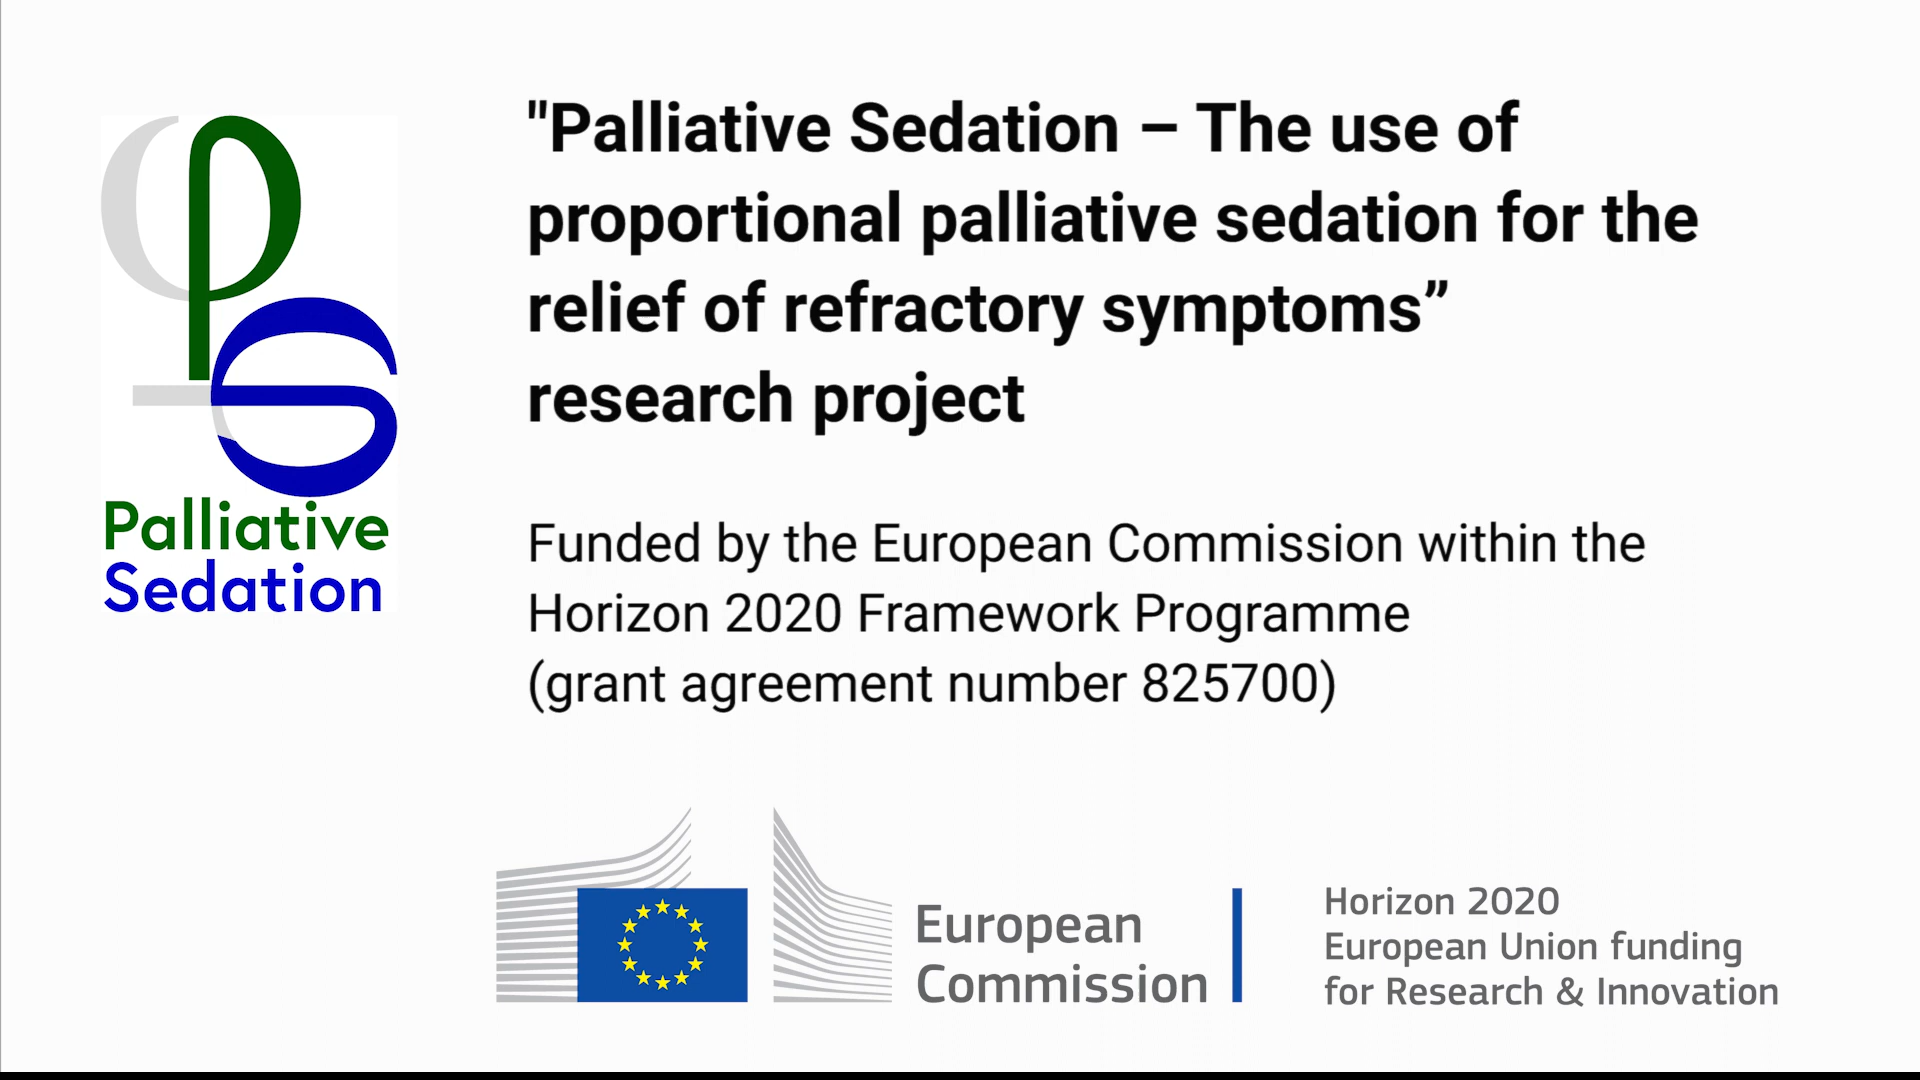 "Palliative Sedation – The use of
proportional palliative sedation for the
relief of refractory symptoms”
research project
Palliative
Sedation
Funded by the European Commission within the
Horizon 2020 Framework Programme
(grant agreement number 825700)
European
Commission
Horizon 2020
European Union funding
for Research & Innovation